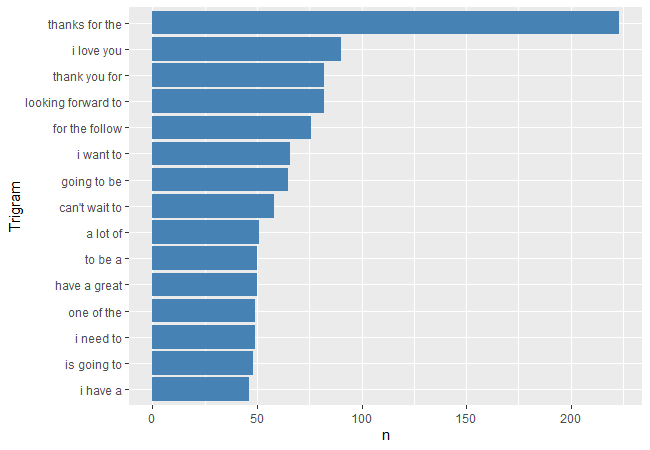 thanks for the
i love you
thank you for
looking forward to
for the follow
i want to
going to be
can't wait to
a lot of
to be a
have a great
one of the
i need to
is going to
i have a
Trigram
0 50 100 150 200
n